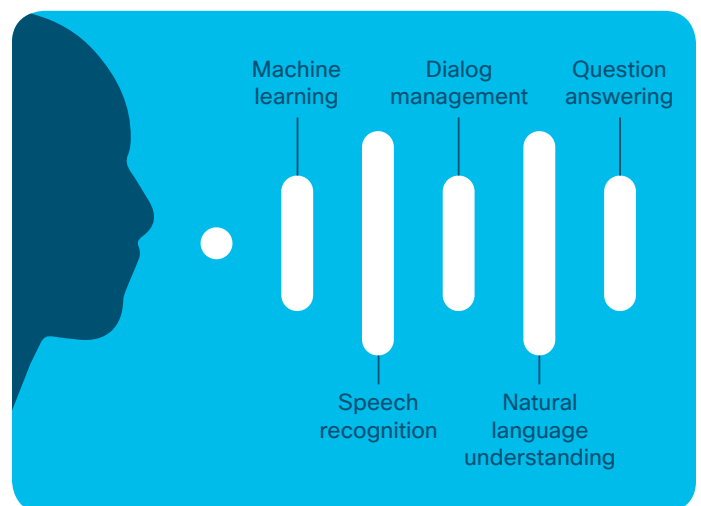 Machine
learning
Dialog
management
Question
answering
Speech
recognition
Natural
language
understanding